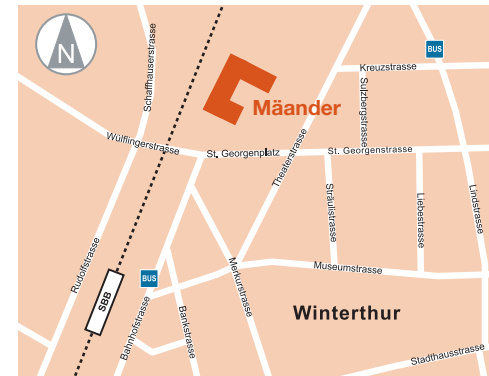 N
Schaffhauserstrasse
BUS
Kreuzstrasse
Mäander
Sulzbergstrasse
Wülflingerstrasse
St. Georgenplatz
Theaterstrasse
St. Georgenstrasse
Sträulistrasse
Liebestrasse
Lindstrasse
Rudolfstrasse
BUS
Merkurstrasse
Museumstrasse
SBB
Bahnhofstrasse
Bankstrasse
Winterthur
Stadthausstrasse